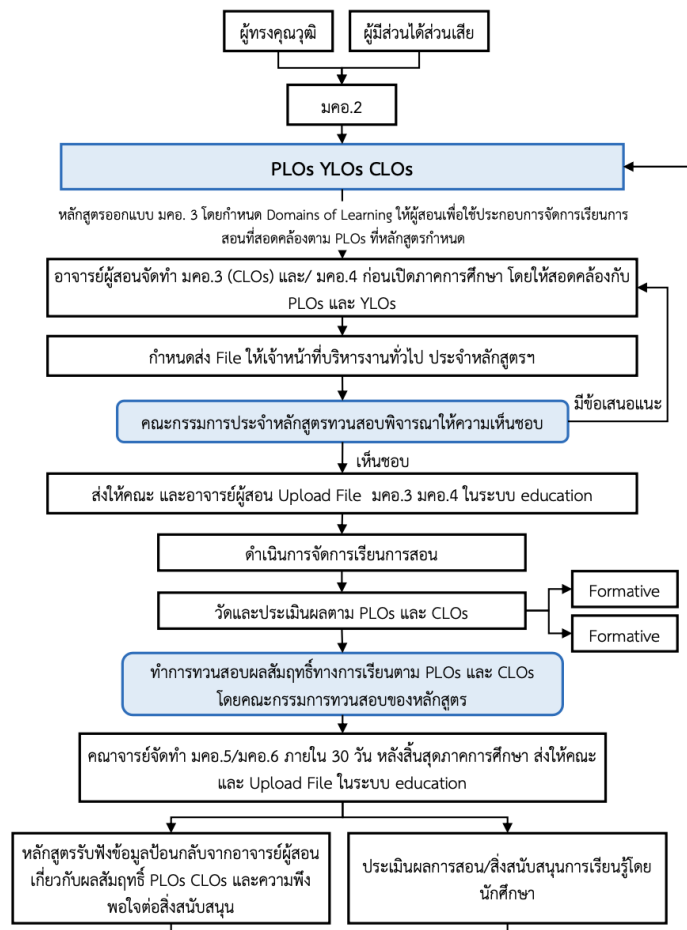 ผู้ทรงคุณวุฒิ
ผู้มีส่วนได้ส่วนเสีย
มคอ.2
PLOs YLOs CLOs
หลักสูตรออกแบบ มคอ. 3 โดยกำหนด Domains of Learning ให้ผู้สอนเพื่อใช้ประกอบการจัดการเรียนการ
สอนที่สอดคล้องตาม PLOs ที่หลักสูตรกำหนด
อาจารย์ผู้สอนจัดทำ มคอ.3 (CLOs) และ/ มคอ.4 ก่อนเปิดภาคการศึกษา โดยให้สอดคล้องกับ
PLOs และ YLOs
กำหนดส่ง File ให้เจ้าหน้าที่บริหารงานทั่วไป ประจำหลักสูตรฯ
มีข้อเสนอแนะ
คณะกรรมการประจำหลักสูตรทวนสอบพิจารณาให้ความเห็นชอบ
เห็นชอบ
ส่งให้คณะ และอาจารย์ผู้สอน Upload File มคอ.3 มคอ.4 ในระบบ education
ดำเนินการจัดการเรียนการสอน
Formative
วัดและประเมินผลตาม PLOs และ CLOs
Formative
ทำการทวนสอบผลสัมฤทธิ์ทางการเรียนตาม PLOs และ CLOs
โดยคณะกรรมการทวนสอบของหลักสูตร
คณาจารย์จัดทำ มคอ.5/มคอ.6 ภายใน 30 วัน หลังสิ้นสุดภาคการศึกษา ส่งให้คณะ
และ Upload File ในระบบ education
หลักสูตรรับฟังข้อมูลป้อนกลับจากอาจารย์ผู้สอน
เกี่ยวกับผลสัมฤทธิ์ PLOs CLOs และความพึง
พอใจต่อสิ่งสนับสนุน
ประเมินผลการสอน/สิ่งสนับสนุนการเรียนรู้โดย
นักศึกษา